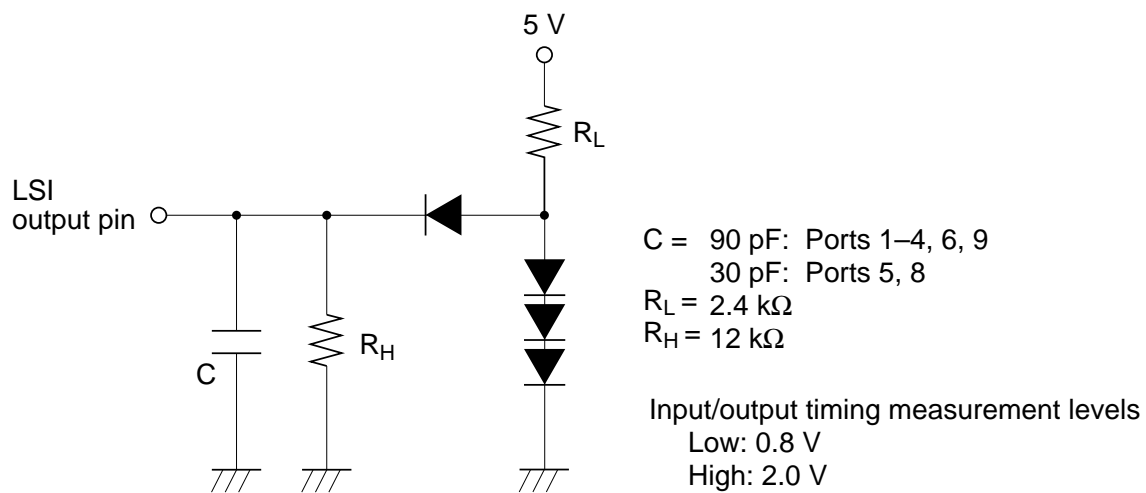 5 V
R_L
LSI
output pin
C
R_H
C = 90 pF: Ports 1–4, 6, 9
30 pF: Ports 5, 8
R_L = 2.4 kΩ
R_H = 12 kΩ
Input/output timing measurement levels
Low: 0.8 V
High: 2.0 V